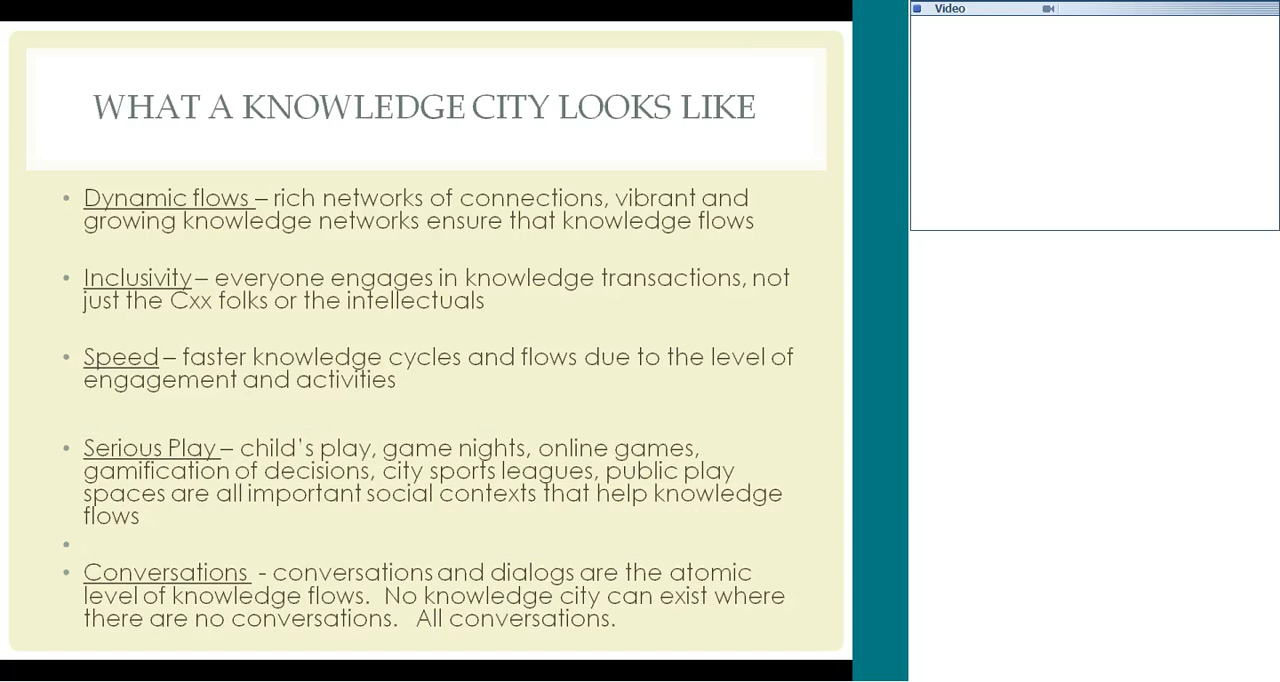 Video
WHAT A KNOWLEDGE CITY LOOKS LIKE
• Dynamic flows – rich networks of connections, vibrant and
growing knowledge networks ensure that knowledge flows
• Inclusivity – everyone engages in knowledge transactions, not
just the Cxx folks or the intellectuals
• Speed – faster knowledge cycles and flows due to the level of
engagement and activities
• Serious Play – child's play, game nights, online games,
gamification of decisions, city sports leagues, public play
spaces are all important social contexts that help knowledge
flows
•
• Conversations - conversations and dialogs are the atomic
level of knowledge flows. No knowledge city can exist where
there are no conversations. All conversations.